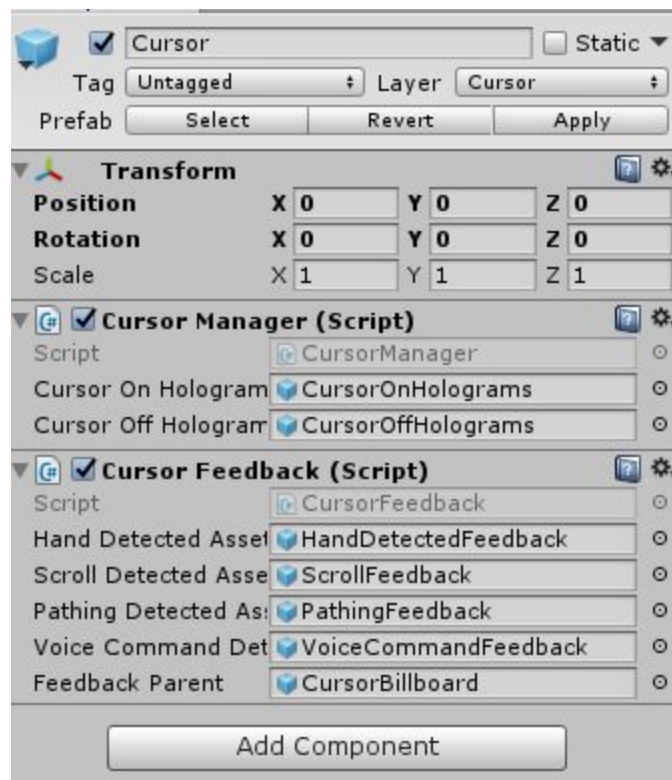 Cursor Static
Tag Untagged Layer Cursor
Prefab Select Revert Apply
Transform
Position X 0 Y 0 Z 0
Rotation X 0 Y 0 Z 0
Scale X 1 Y 1 Z 1
Cursor Manager (Script)
Script CursorManager
Cursor On Hologram CursorOnHolograms
Cursor Off Hologram CursorOffHolograms
Cursor Feedback (Script)
Script CursorFeedback
Hand Detected Asset HandDetectedFeedback
Scroll Detected Asse ScrollFeedback
Pathing Detected As PathingFeedback
Voice Command Det VoiceCommandFeedback
Feedback Parent CursorBillboard
Add Component